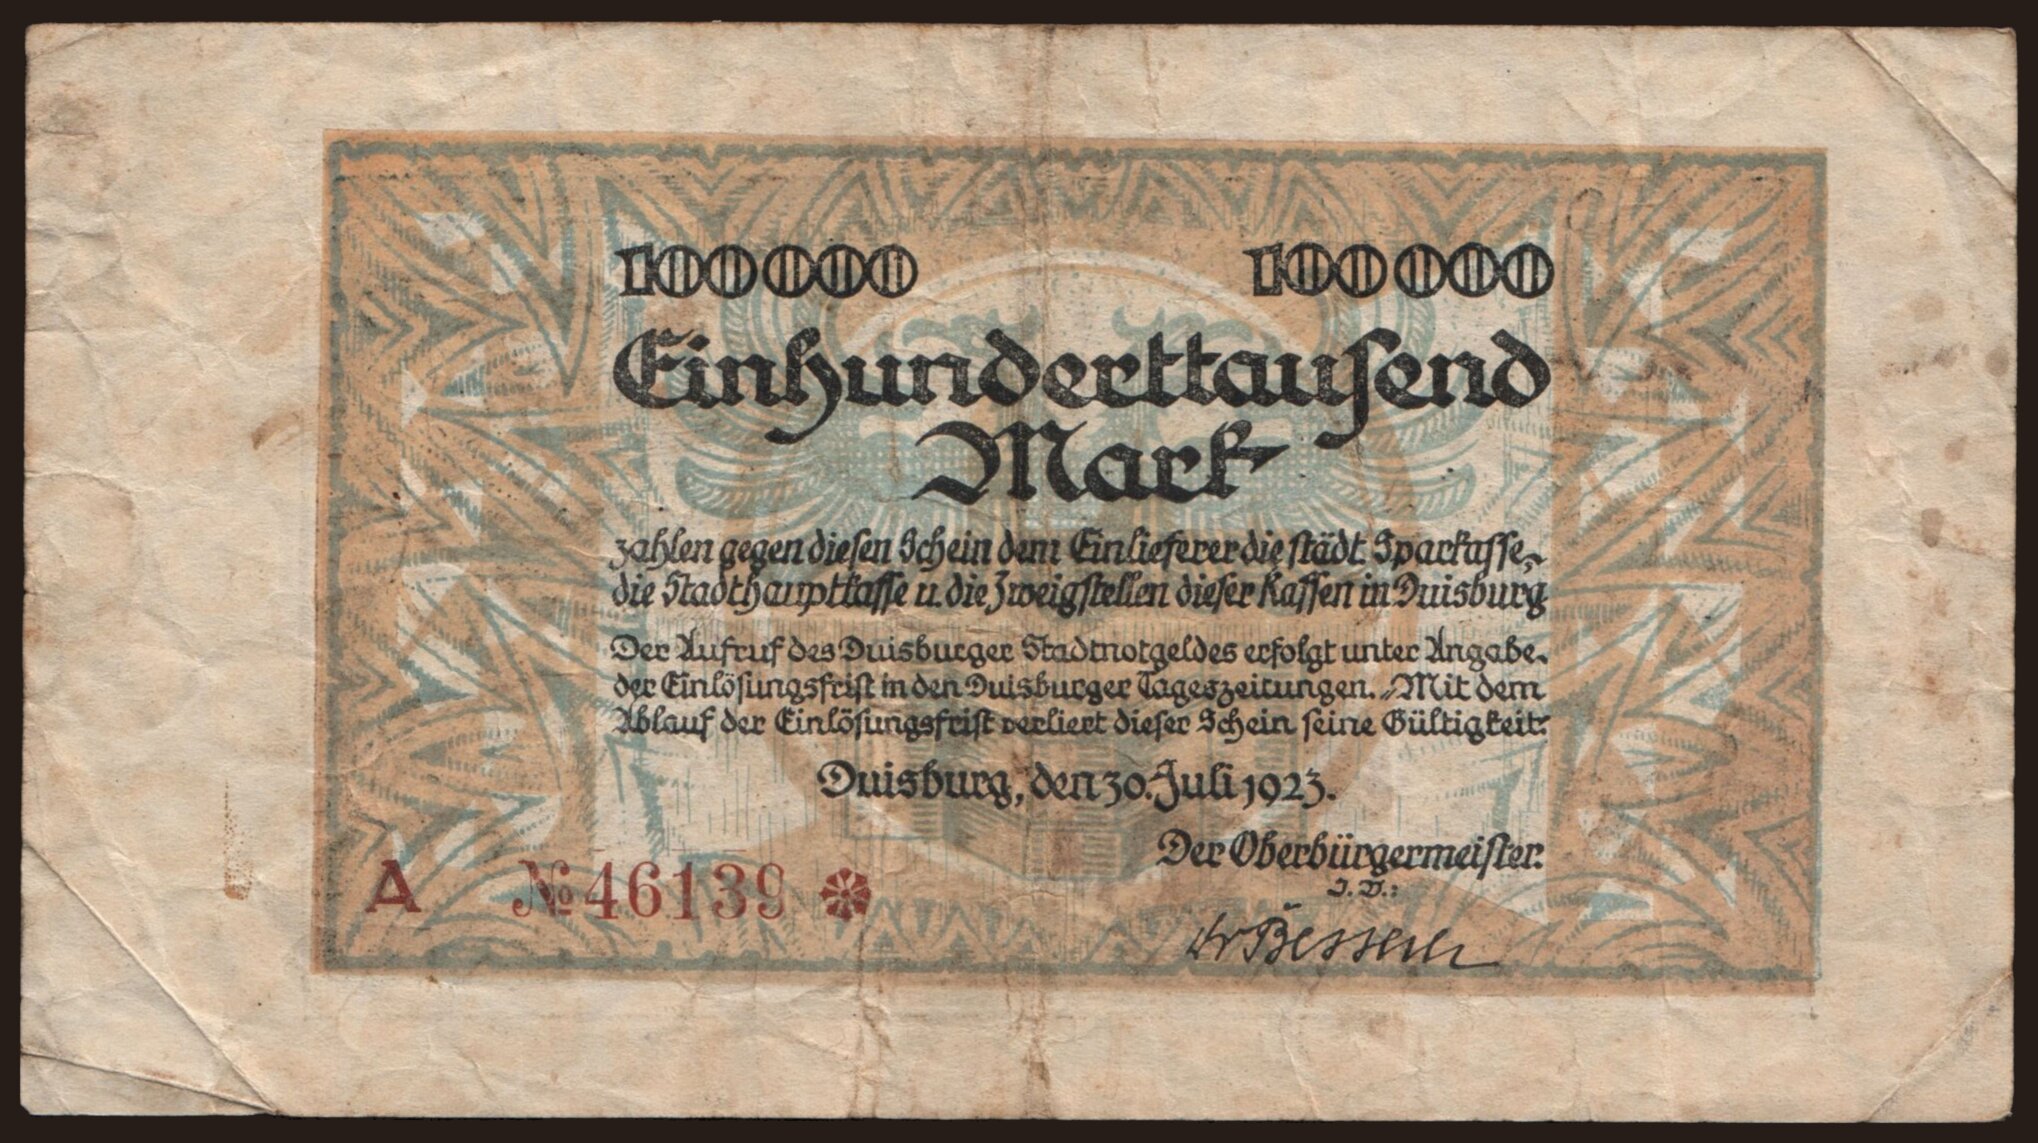 100000 100000
Einhunderttausend
Mark
zahlen gegen diesen Schein dem Einlieferer die städt. Sparkasse,
die Stadthauptkasse u. die Zweigstellen dieser Kassen in Duisburg
Der Aufruf des Duisburger Stadtnotgeldes erfolgt unter Angabe
der Einlösungsfrist in den Duisburger Tageszeitungen. Mit dem
Ablauf der Einlösungsfrist verliert dieser Schein seine Gültigkeit.
Duisburg, den 30. Juli 1923.
Der Oberbürgermeister.
I. V.:
A № 46139